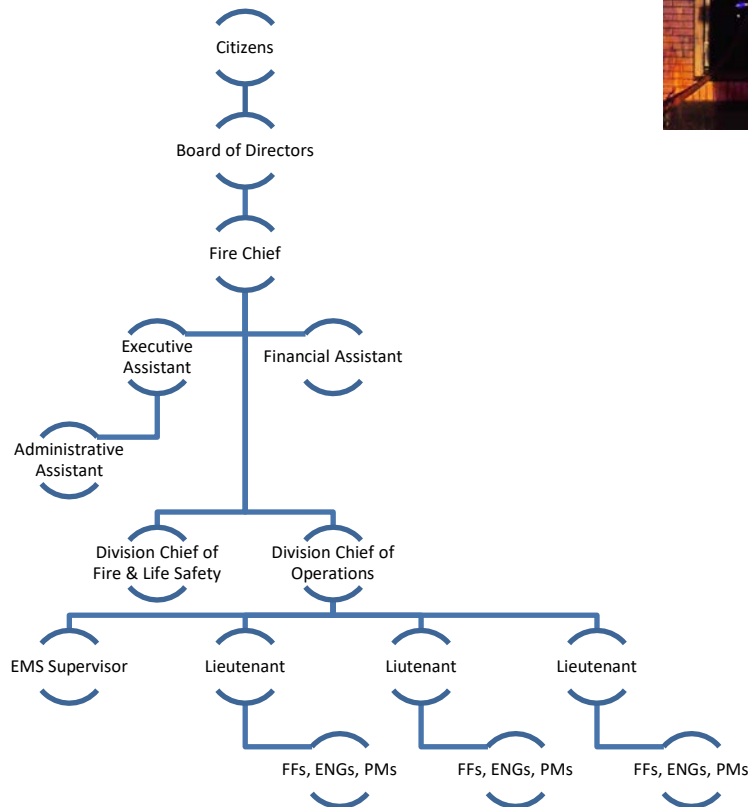 Citizens
Board of Directors
Fire Chief
Executive
Assistant
Financial Assistant
Administrative
Assistant
Division Chief of
Fire & Life Safety
Division Chief of
Operations
EMS Supervisor
Lieutenant
Liutenant
Lieutenant
FFs, ENGs, PMs
FFs, ENGs, PMs
FFs, ENGs, PMs